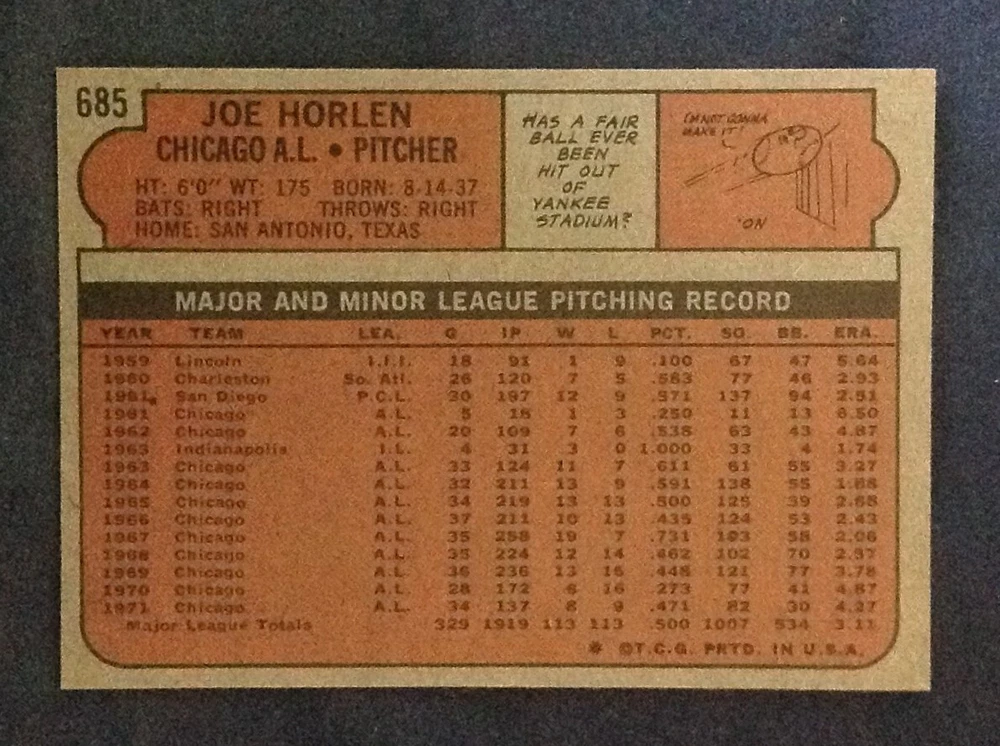 685
JOE HORLEN
CHICAGO A.L. • PITCHER
HT: 6'0" WT: 175 BORN: 8-14-37
BATS: RIGHT THROWS: RIGHT
HOME: SAN ANTONIO, TEXAS
HAS A FAIR
BALL EVER
BEEN
HIT OUT
OF
YANKEE
STADIUM?
I'M NOT GONNA
MAKE IT!
'ON
MAJOR AND MINOR LEAGUE PITCHING RECORD
YEAR TEAM LEA. G IP W L PCT. SO. BB. ERA.
1959 Lincoln I.I.I. 18 91 1 9 .100 67 47 5.64
1960 Charleston So. Atl. 26 120 7 5 .583 77 46 2.93
1961 San Diego P.C.L. 30 197 12 9 .571 137 94 2.51
1961 Chicago A.L. 5 18 1 3 .250 11 13 6.50
1962 Chicago A.L. 20 109 7 6 .538 63 43 4.87
1963 Indianapolis I.L. 4 31 3 0 1.000 33 4 1.74
1963 Chicago A.L. 33 124 11 7 .611 61 55 3.27
1964 Chicago A.L. 32 211 13 9 .591 138 55 1.88
1965 Chicago A.L. 34 219 13 13 .500 125 39 2.88
1966 Chicago A.L. 37 211 10 13 .435 124 53 2.43
1967 Chicago A.L. 35 258 19 7 .731 103 58 2.06
1968 Chicago A.L. 35 224 12 14 .462 102 70 2.37
1969 Chicago A.L. 36 236 13 16 .448 121 77 3.78
1970 Chicago A.L. 28 172 6 16 .273 77 41 4.87
1971 Chicago A.L. 34 137 8 9 .471 82 30 4.27
Major League Totals 329 1919 113 113 .500 1007 534 3.11
* ©T.C.G. PRTD. IN U.S.A.